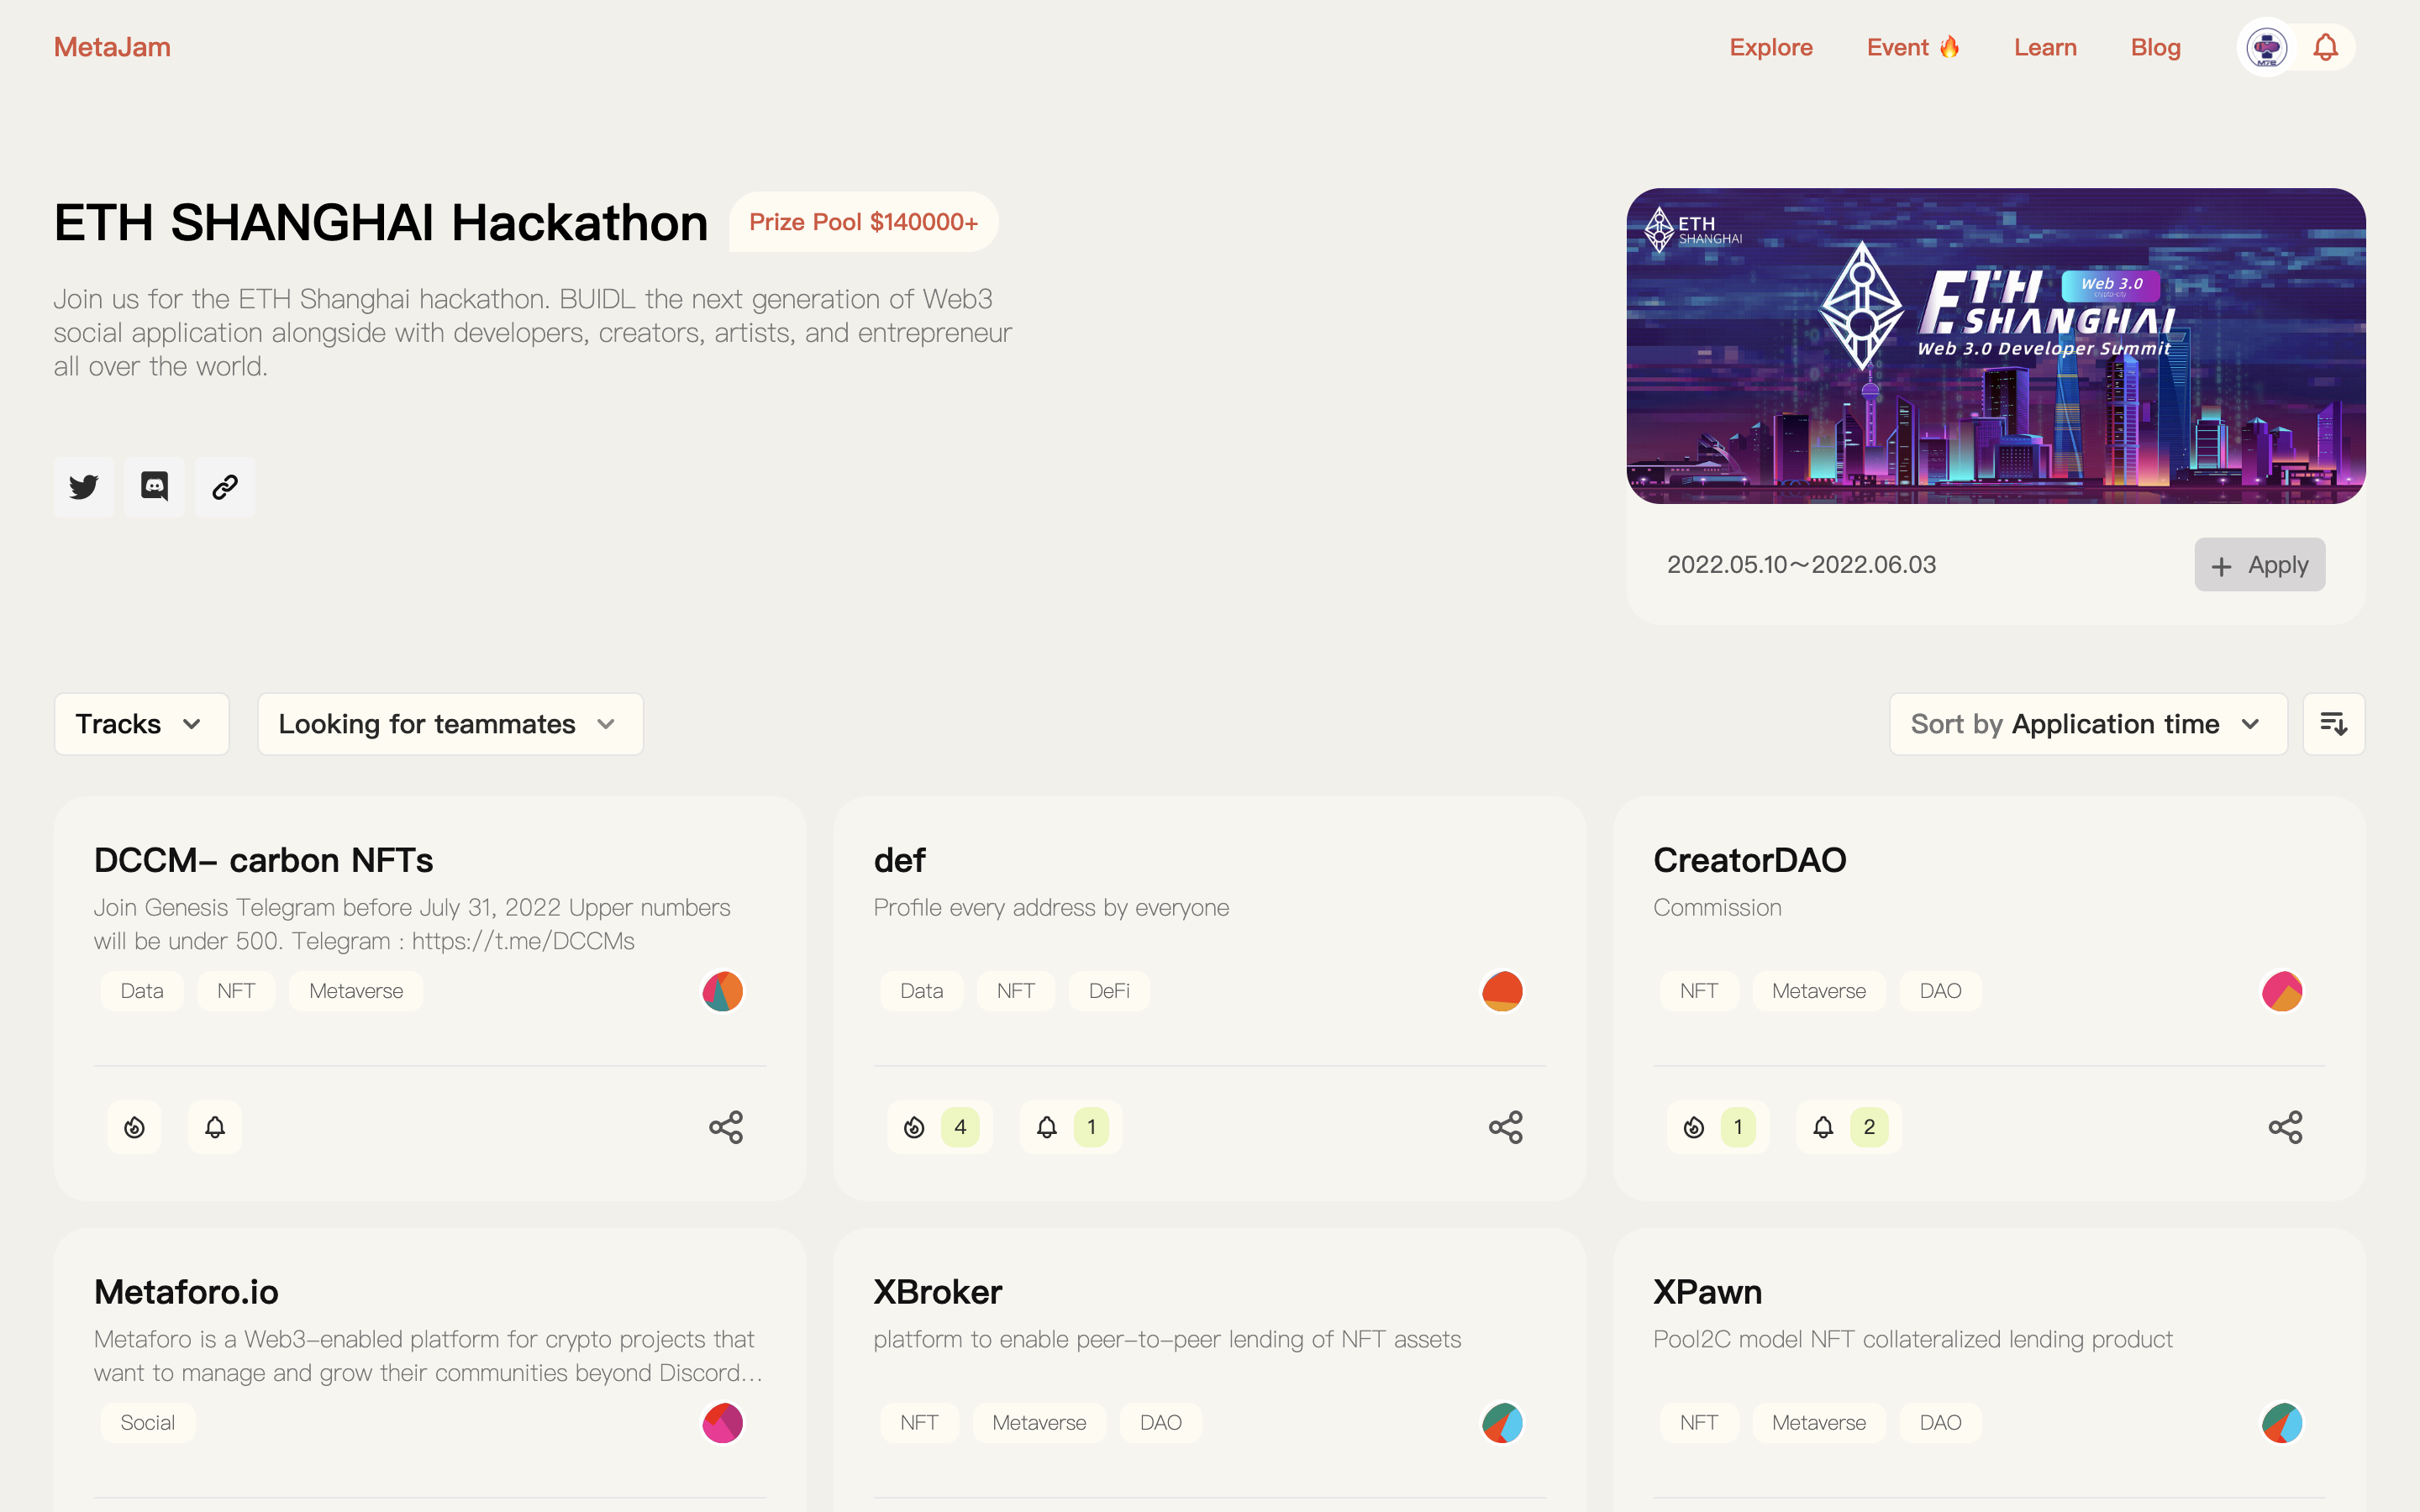 MetaJam
Explore
Event 🔥
Learn
Blog
ETH SHANGHAI Hackathon
Prize Pool $140000+
Join us for the ETH Shanghai hackathon. BUIDL the next generation of Web3
social application alongside with developers, creators, artists, and entrepreneur
all over the world.
ETH
SHANGHAI
ETH
SHANGHAI
Web 3.0
crypto-city
Web 3.0 Developer Summit
2022.05.10～2022.06.03
+ Apply
Tracks
Looking for teammates
Sort by Application time
DCCM- carbon NFTs
Join Genesis Telegram before July 31, 2022 Upper numbers
will be under 500. Telegram : https://t.me/DCCMs
Data
NFT
Metaverse
def
Profile every address by everyone
Data
NFT
DeFi
4
1
CreatorDAO
Commission
NFT
Metaverse
DAO
1
2
Metaforo.io
Metaforo is a Web3-enabled platform for crypto projects that
want to manage and grow their communities beyond Discord...
Social
XBroker
platform to enable peer-to-peer lending of NFT assets
NFT
Metaverse
DAO
XPawn
Pool2C model NFT collateralized lending product
NFT
Metaverse
DAO